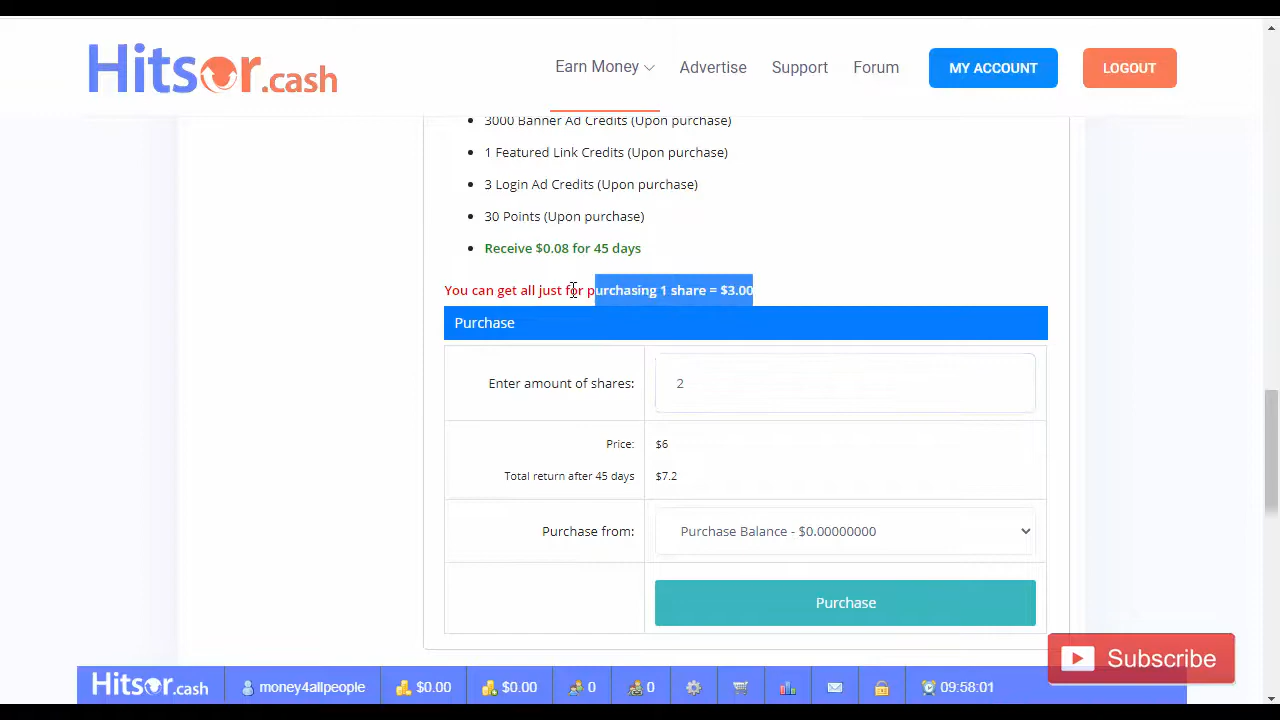 Hitsor.cash
Earn Money
Advertise
Support
Forum
MY ACCOUNT
LOGOUT
3000 Banner Ad Credits (Upon purchase)
1 Featured Link Credits (Upon purchase)
3 Login Ad Credits (Upon purchase)
30 Points (Upon purchase)
Receive $0.08 for 45 days
You can get all just for purchasing 1 share = $3.00
Purchase
Enter amount of shares: 2
Price: $6
Total return after 45 days $7.2
Purchase from: Purchase Balance - $0.00000000
Purchase
Subscribe
Hitsor.cash money4allpeople $0.00 $0.00 0 0 09:58:01